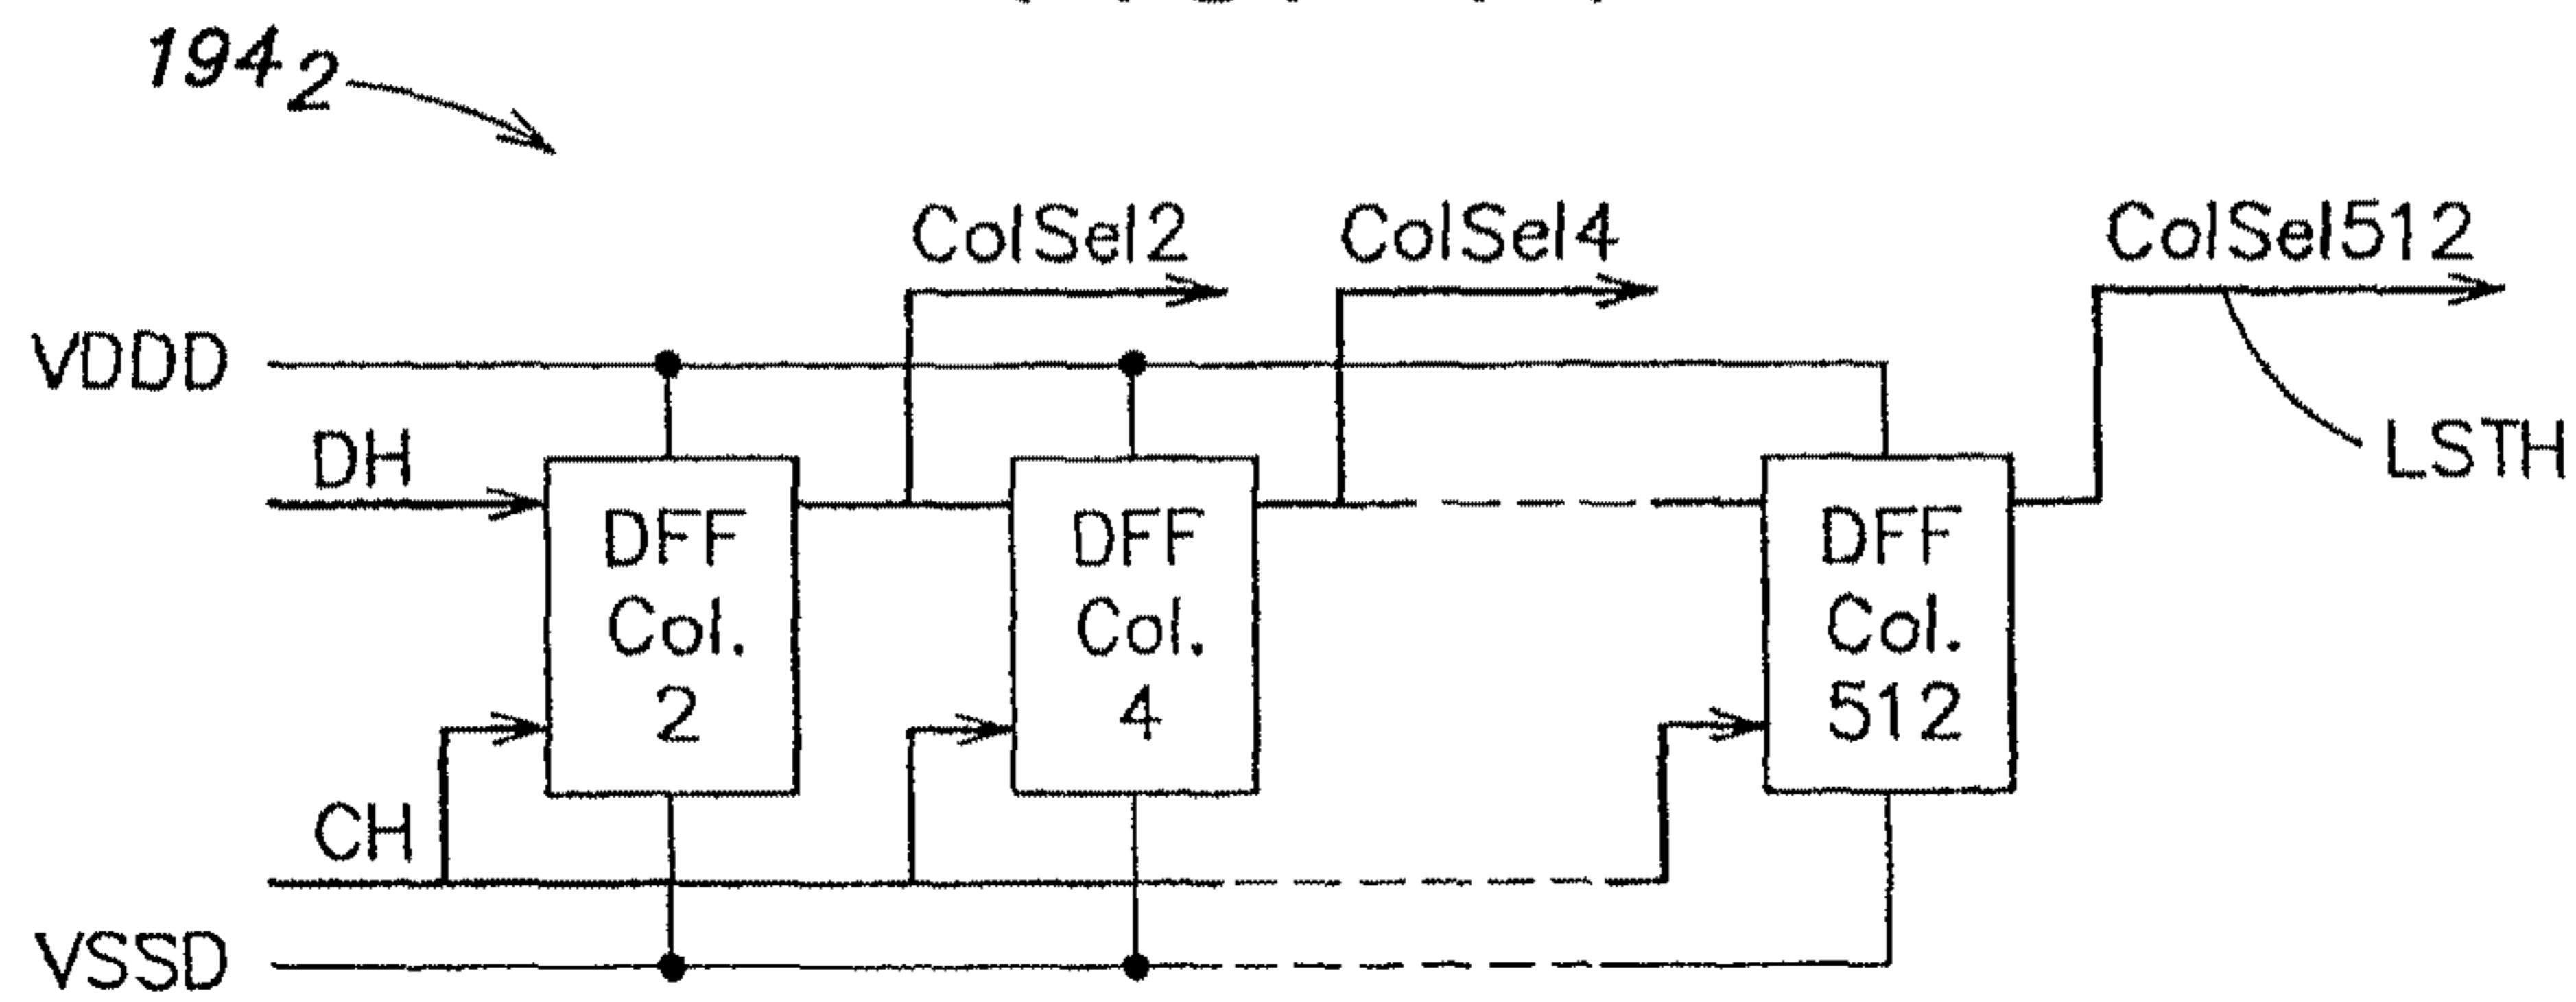 194₂
ColSel2 ColSel4 ColSel512
VDDD
LSTH
DH
DFF Col. 2
DFF Col. 4
DFF Col. 512
CH
VSSD